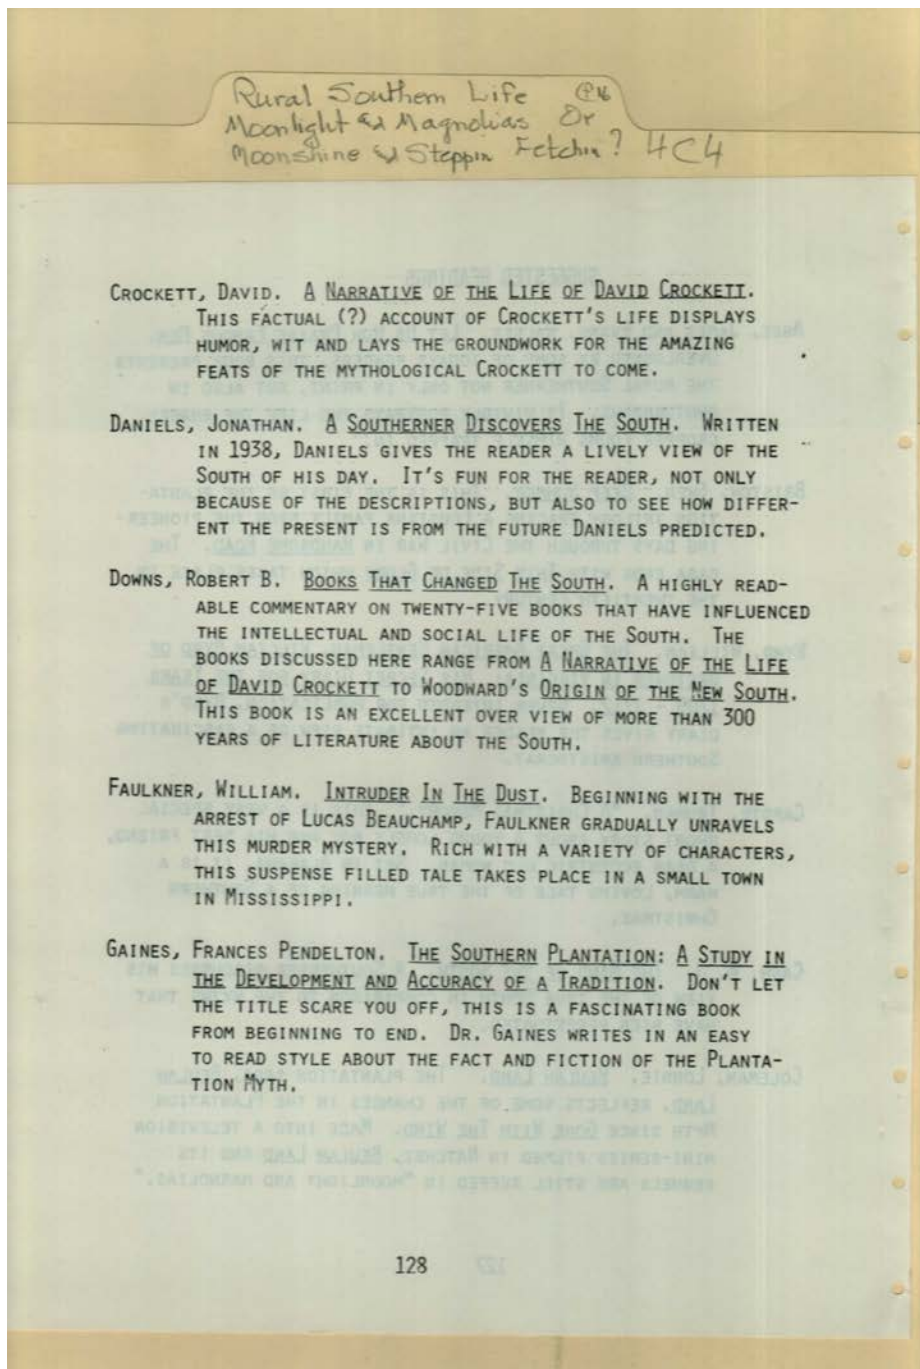 Rural Southern Life
Moonlight & Magnolias Or
Moonshine & Steppin Fetchin? 4C4
CROCKETT, DAVID. A NARRATIVE OF THE LIFE OF DAVID CROCKETT.
THIS FACTUAL (?) ACCOUNT OF CROCKETT'S LIFE DISPLAYS
HUMOR, WIT AND LAYS THE GROUNDWORK FOR THE AMAZING
FEATS OF THE MYTHOLOGICAL CROCKETT TO COME.
DANIELS, JONATHAN. A SOUTHERNER DISCOVERS THE SOUTH. WRITTEN
IN 1938, DANIELS GIVES THE READER A LIVELY VIEW OF THE
SOUTH OF HIS DAY. IT'S FUN FOR THE READER, NOT ONLY
BECAUSE OF THE DESCRIPTIONS, BUT ALSO TO SEE HOW DIFFER-
ENT THE PRESENT IS FROM THE FUTURE DANIELS PREDICTED.
DOWNS, ROBERT B. BOOKS THAT CHANGED THE SOUTH. A HIGHLY READ-
ABLE COMMENTARY ON TWENTY-FIVE BOOKS THAT HAVE INFLUENCED
THE INTELLECTUAL AND SOCIAL LIFE OF THE SOUTH. THE
BOOKS DISCUSSED HERE RANGE FROM A NARRATIVE OF THE LIFE
OF DAVID CROCKETT TO WOODWARD'S ORIGIN OF THE NEW SOUTH.
THIS BOOK IS AN EXCELLENT OVER VIEW OF MORE THAN 300
YEARS OF LITERATURE ABOUT THE SOUTH.
FAULKNER, WILLIAM. INTRUDER IN THE DUST. BEGINNING WITH THE
ARREST OF LUCAS BEAUCHAMP, FAULKNER GRADUALLY UNRAVELS
THIS MURDER MYSTERY. RICH WITH A VARIETY OF CHARACTERS,
THIS SUSPENSE FILLED TALE TAKES PLACE IN A SMALL TOWN
IN MISSISSIPPI.
GAINES, FRANCES PENDELTON. THE SOUTHERN PLANTATION: A STUDY IN
THE DEVELOPMENT AND ACCURACY OF A TRADITION. DON'T LET
THE TITLE SCARE YOU OFF, THIS IS A FASCINATING BOOK
FROM BEGINNING TO END. DR. GAINES WRITES IN AN EASY
TO READ STYLE ABOUT THE FACT AND FICTION OF THE PLANTA-
TION MYTH.
128